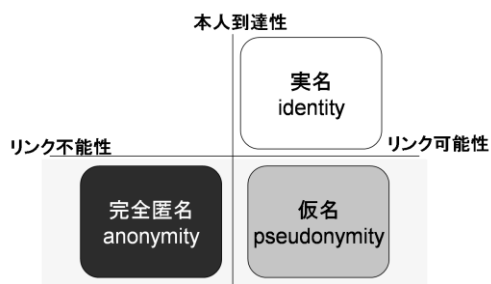 本人到達性
実名
identity
リンク不能性
リンク可能性
完全匿名
anonymity
仮名
pseudonymity